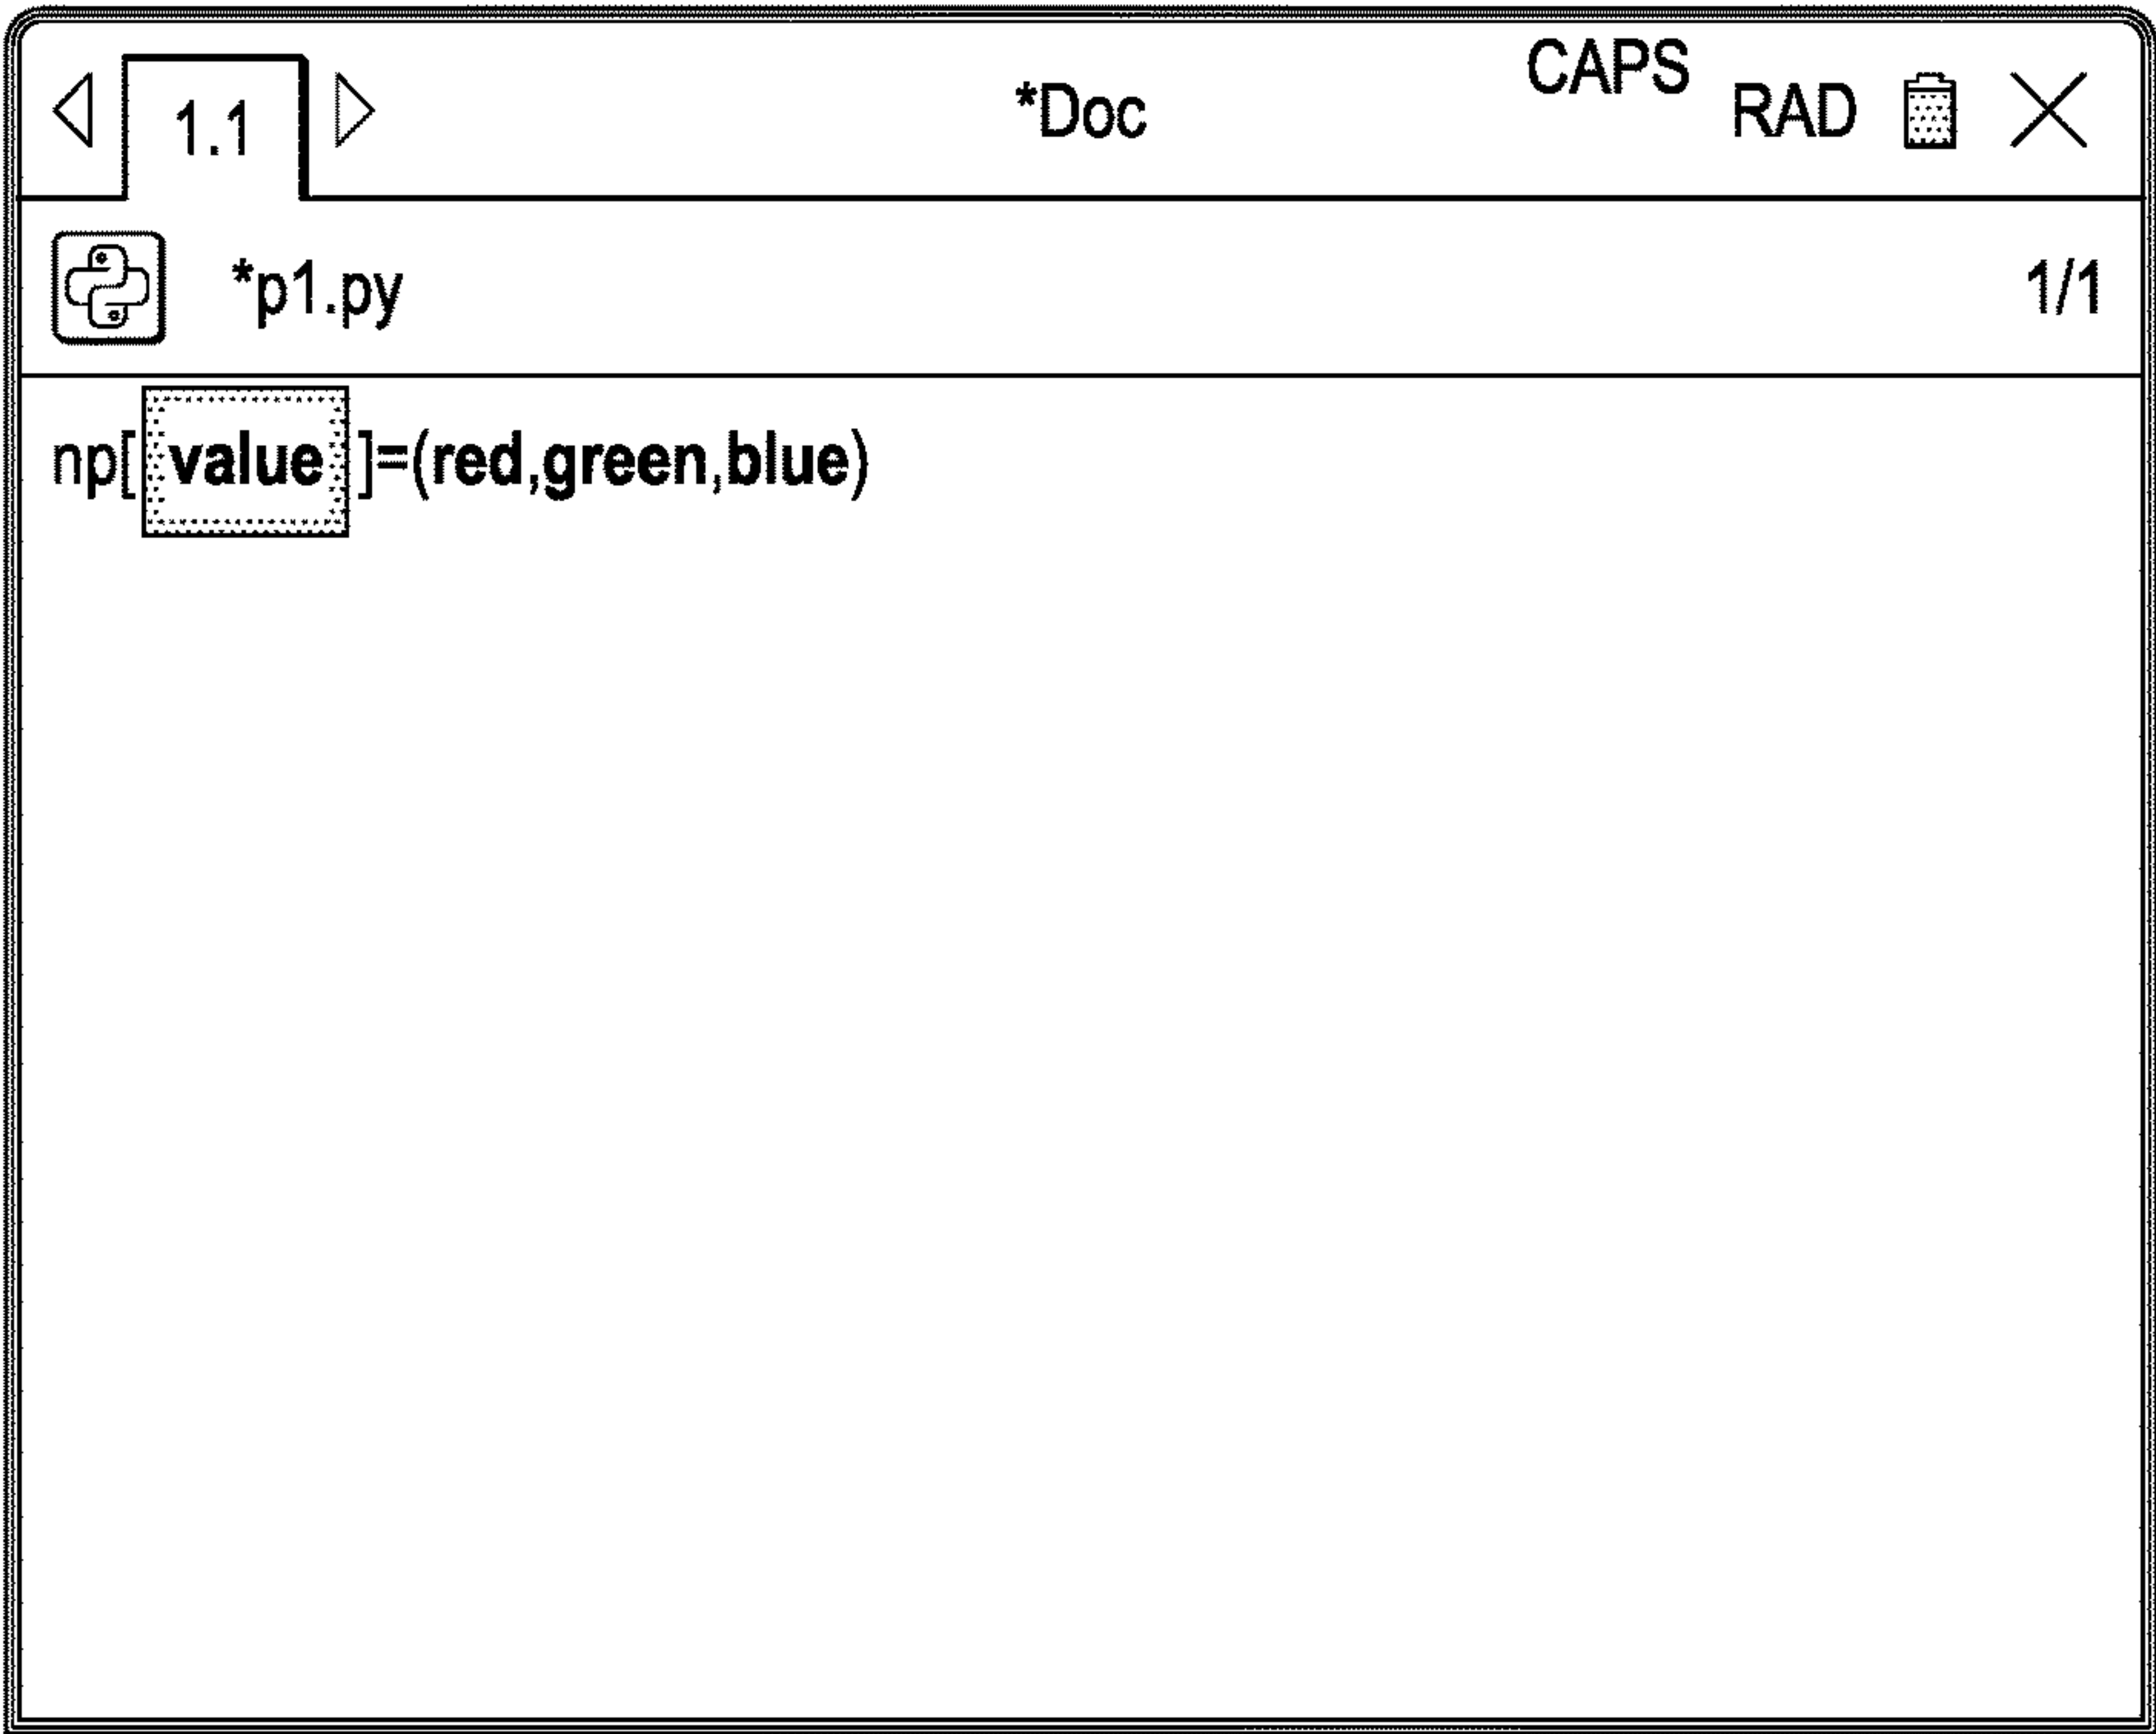 1.1 *Doc CAPS RAD
*p1.py 1/1
np[value]=(red,green,blue)